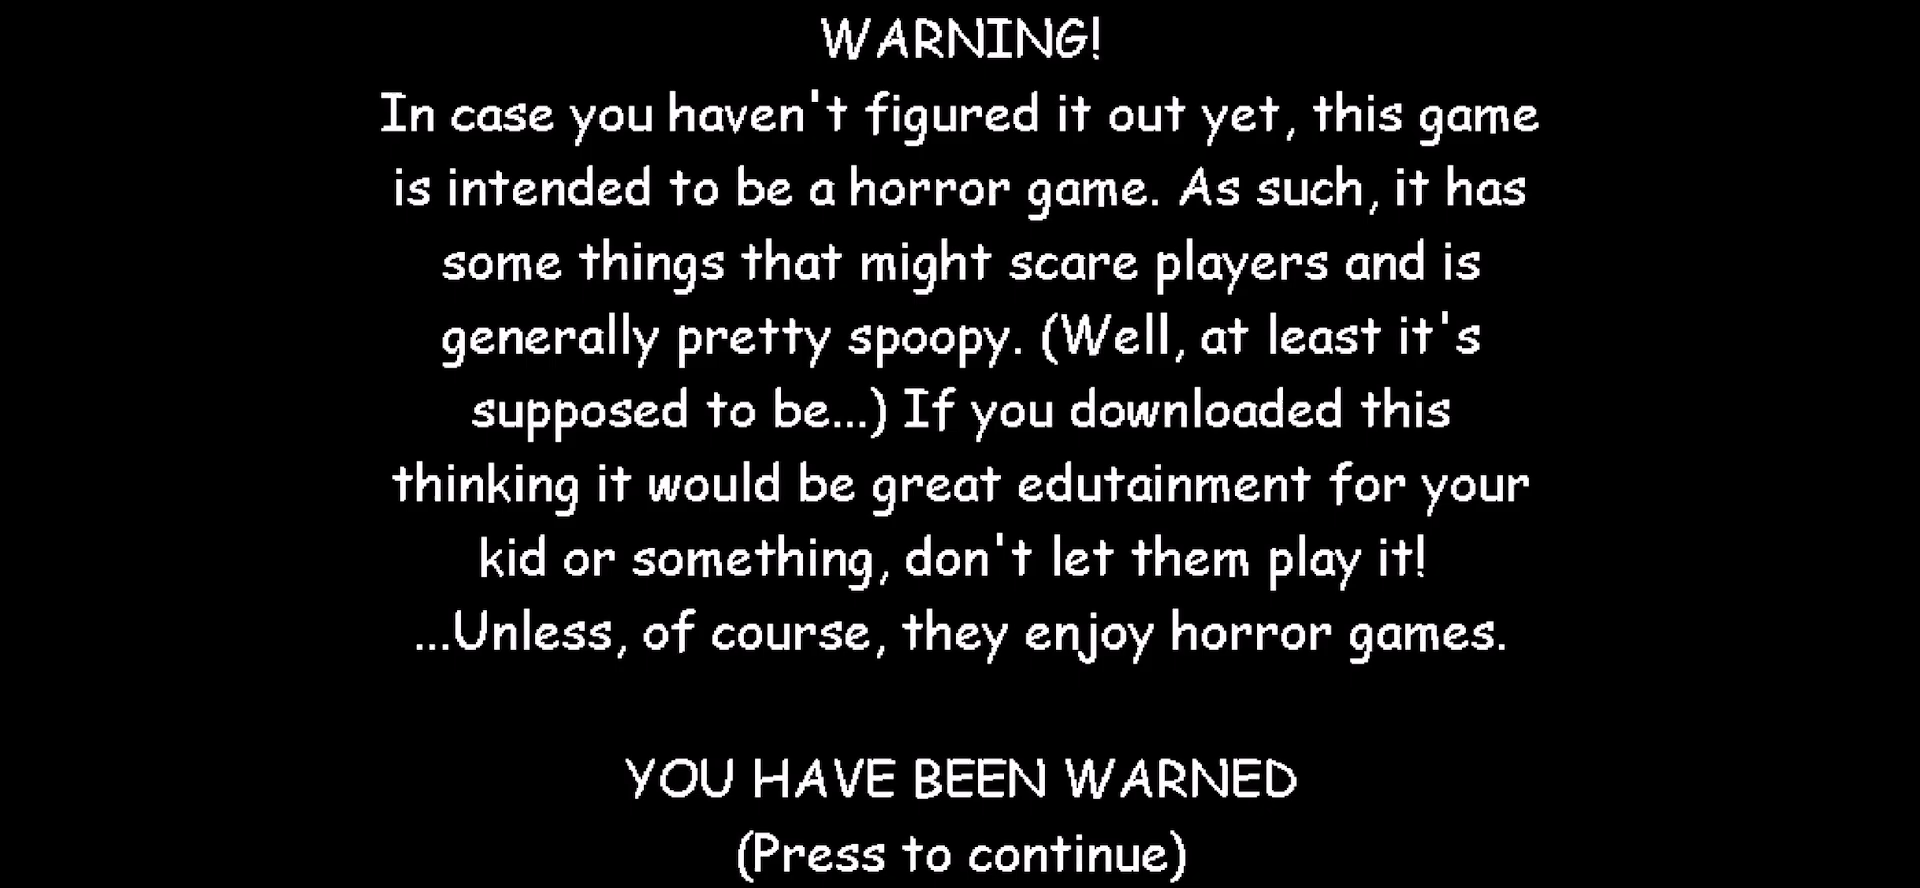 WARNING!
In case you haven't figured it out yet, this game
is intended to be a horror game. As such, it has
some things that might scare players and is
generally pretty spoopy. (Well, at least it's
supposed to be...) If you downloaded this
thinking it would be great edutainment for your
kid or something, don't let them play it!
...Unless, of course, they enjoy horror games.
YOU HAVE BEEN WARNED
(Press to continue)